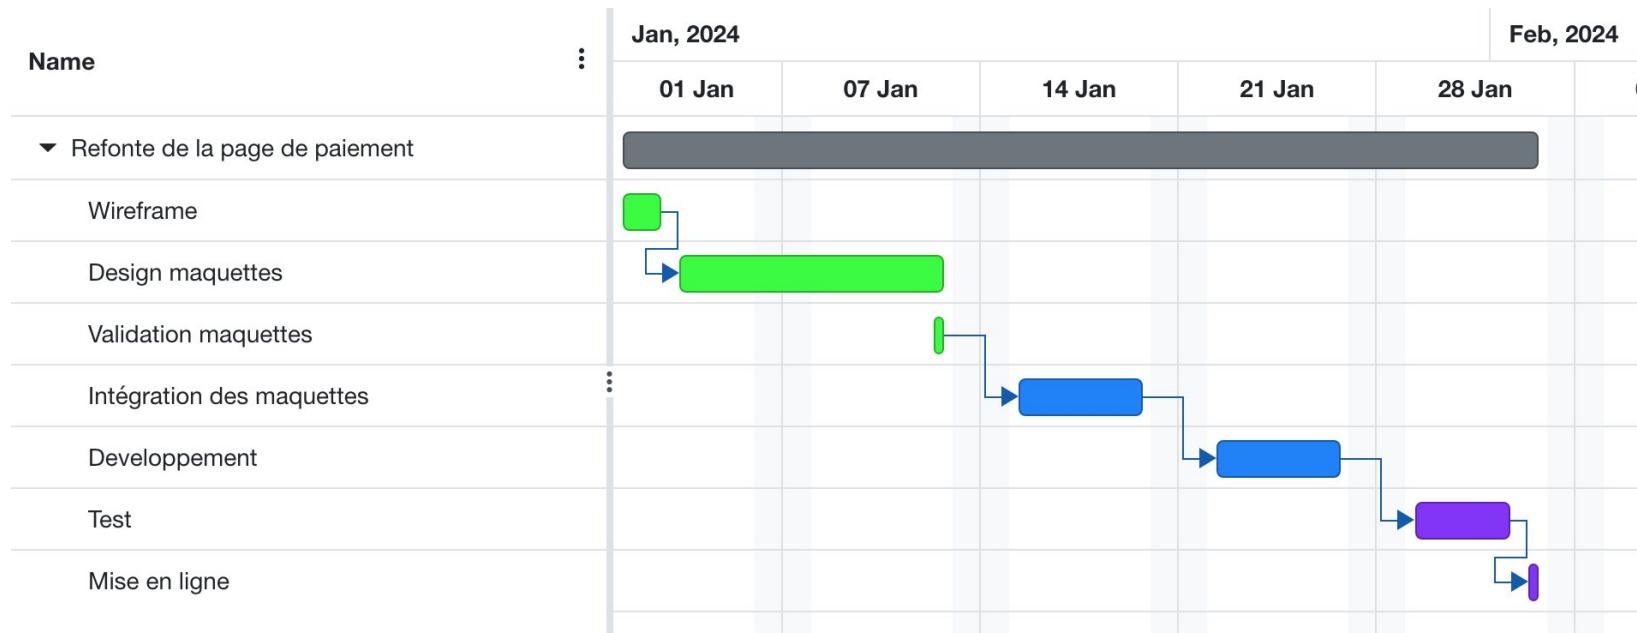 Name
Jan, 2024
Feb, 2024
01 Jan
07 Jan
14 Jan
21 Jan
28 Jan
Refonte de la page de paiement
Wireframe
Design maquettes
Validation maquettes
Intégration des maquettes
Developpement
Test
Mise en ligne